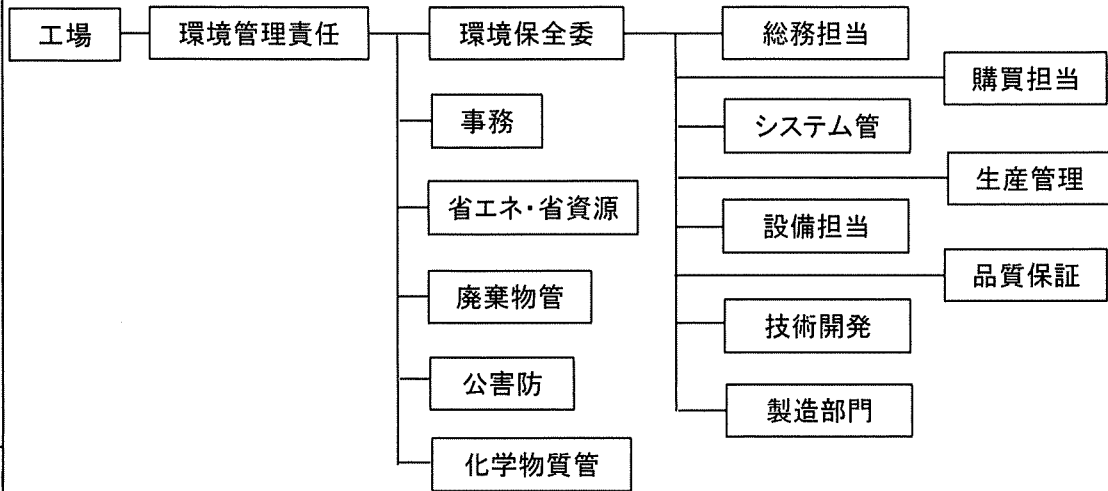 工場
環境管理責任
環境保全委
総務担当
購買担当
事務
システム管
生産管理
省エネ・省資源
設備担当
品質保証
廃棄物管
技術開発
公害防
製造部門
化学物質管